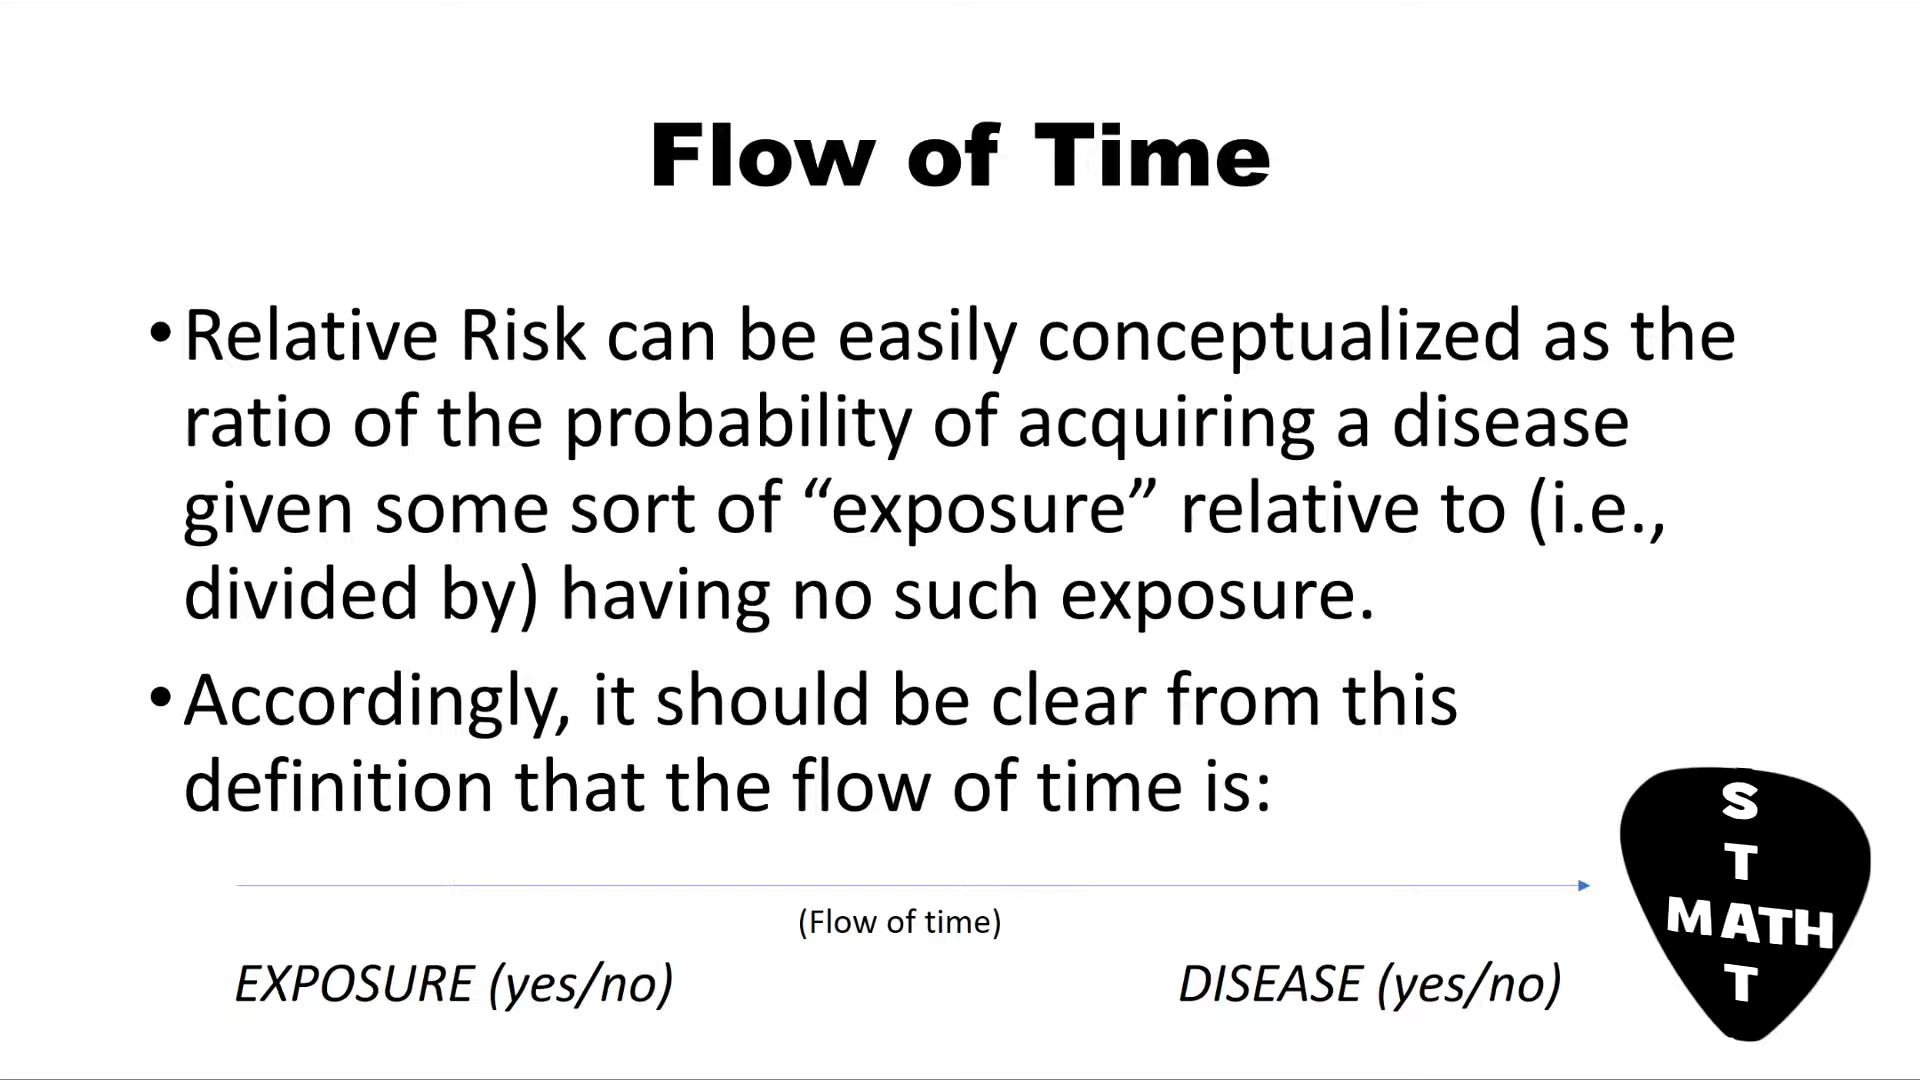 Flow of Time
•Relative Risk can be easily conceptualized as the
ratio of the probability of acquiring a disease
given some sort of “exposure” relative to (i.e.,
divided by) having no such exposure.
•Accordingly, it should be clear from this
definition that the flow of time is:
(Flow of time)
EXPOSURE (yes/no)
DISEASE (yes/no)
S
T
MATH
T